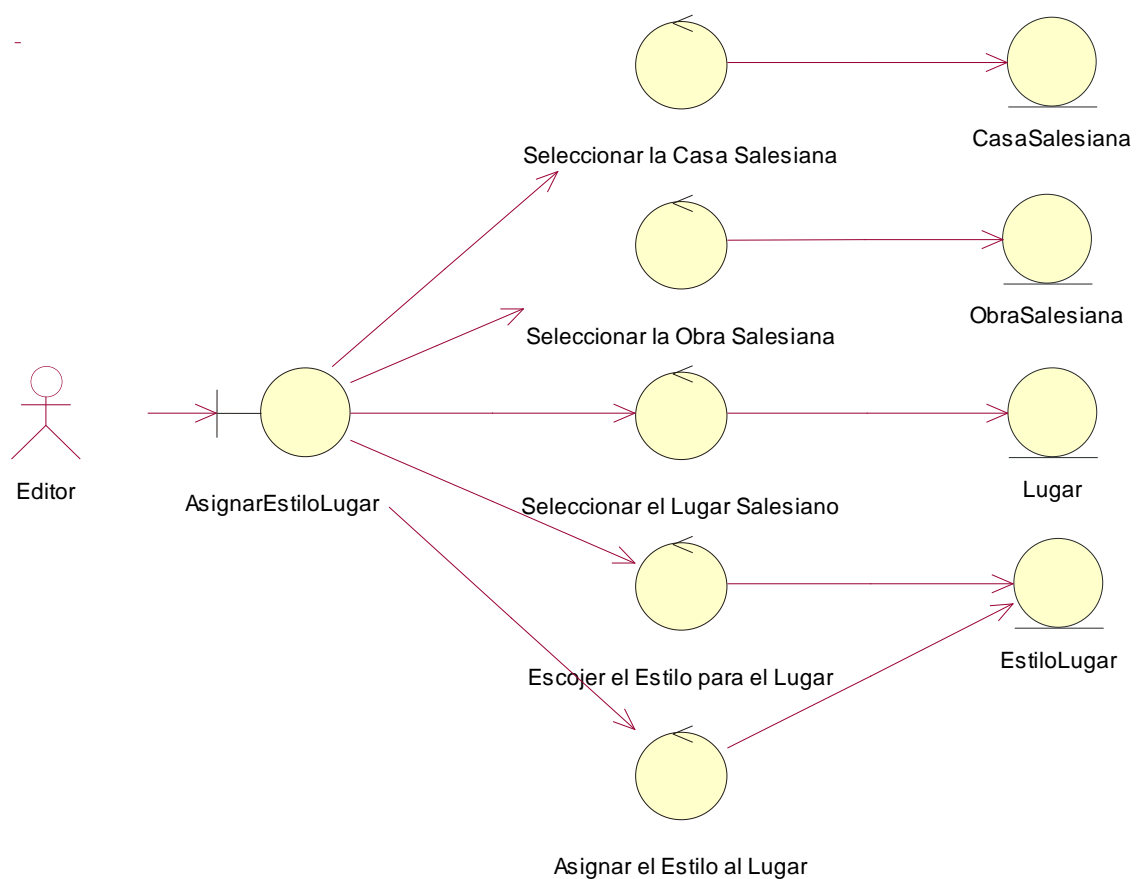 CasaSalesiana
Seleccionar la Casa Salesiana
ObraSalesiana
Seleccionar la Obra Salesiana
Editor
AsignarEstiloLugar
Seleccionar el Lugar Salesiano
Lugar
Escojer el Estilo para el Lugar
EstiloLugar
Asignar el Estilo al Lugar